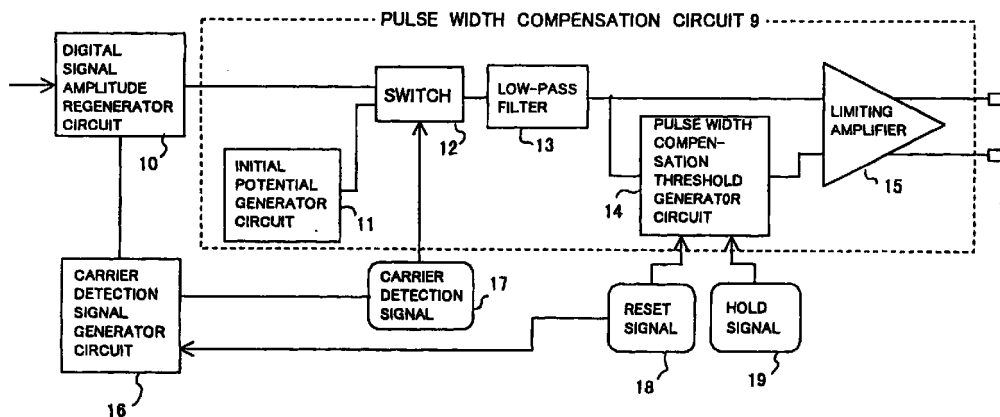 PULSE WIDTH COMPENSATION CIRCUIT 9
DIGITAL
SIGNAL
AMPLITUDE
REGENERATOR
CIRCUIT
10
SWITCH
12
LOW-PASS
FILTER
13
INITIAL
POTENTIAL
GENERATOR
CIRCUIT
11
PULSE WIDTH
COMPEN-
SATION
THRESHOLD
GENERATOR
CIRCUIT
14
LIMITING
AMPLIFIER
15
CARRIER
DETECTION
SIGNAL
GENERATOR
CIRCUIT
16
CARRIER
DETECTION
SIGNAL
17
RESET
SIGNAL
18
HOLD
SIGNAL
19